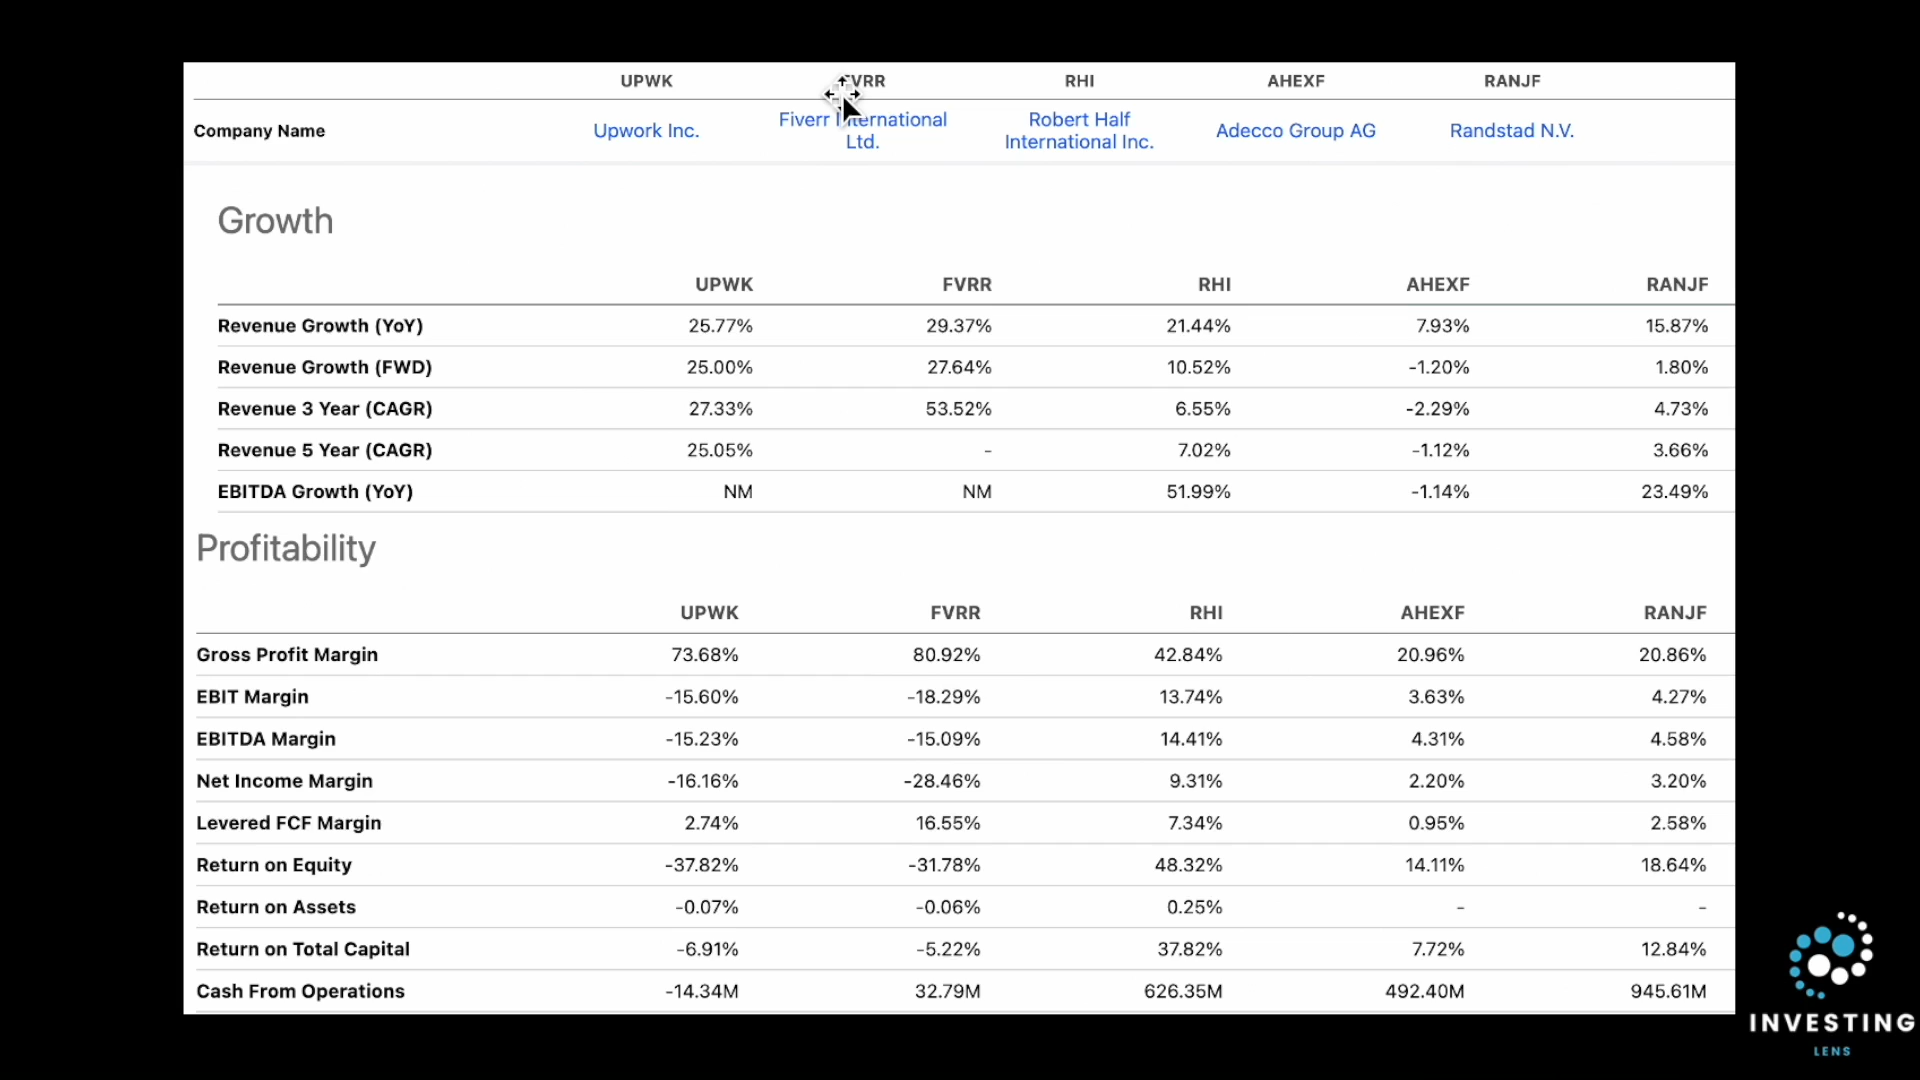 UPWK FVRR RHI AHEXF RANJF
Company Name Upwork Inc. Fiverr International Ltd. Robert Half International Inc. Adecco Group AG Randstad N.V.
Growth
UPWK FVRR RHI AHEXF RANJF
Revenue Growth (YoY) 25.77% 29.37% 21.44% 7.93% 15.87%
Revenue Growth (FWD) 25.00% 27.64% 10.52% -1.20% 1.80%
Revenue 3 Year (CAGR) 27.33% 53.52% 6.55% -2.29% 4.73%
Revenue 5 Year (CAGR) 25.05% - 7.02% -1.12% 3.66%
EBITDA Growth (YoY) NM NM 51.99% -1.14% 23.49%
Profitability
UPWK FVRR RHI AHEXF RANJF
Gross Profit Margin 73.68% 80.92% 42.84% 20.96% 20.86%
EBIT Margin -15.60% -18.29% 13.74% 3.63% 4.27%
EBITDA Margin -15.23% -15.09% 14.41% 4.31% 4.58%
Net Income Margin -16.16% -28.46% 9.31% 2.20% 3.20%
Levered FCF Margin 2.74% 16.55% 7.34% 0.95% 2.58%
Return on Equity -37.82% -31.78% 48.32% 14.11% 18.64%
Return on Assets -0.07% -0.06% 0.25% - -
Return on Total Capital -6.91% -5.22% 37.82% 7.72% 12.84%
Cash From Operations -14.34M 32.79M 626.35M 492.40M 945.61M
INVESTING
LENS